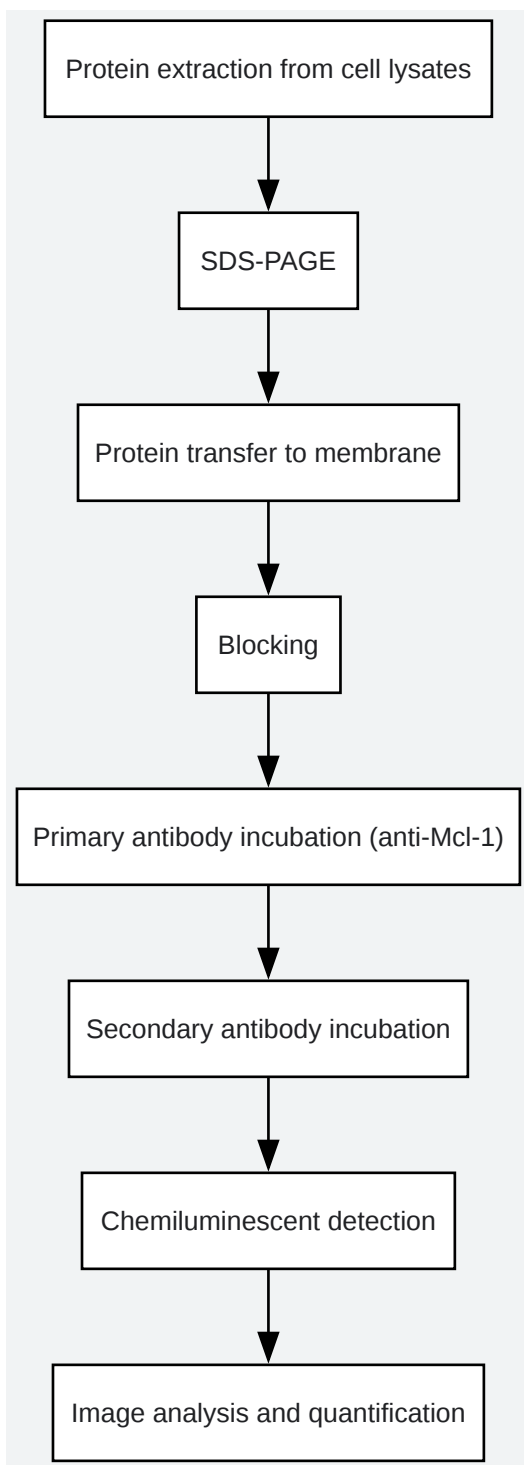 Protein extraction from cell lysates
SDS-PAGE
Protein transfer to membrane
Blocking
Primary antibody incubation (anti-Mcl-1)
Secondary antibody incubation
Chemiluminescent detection
Image analysis and quantification